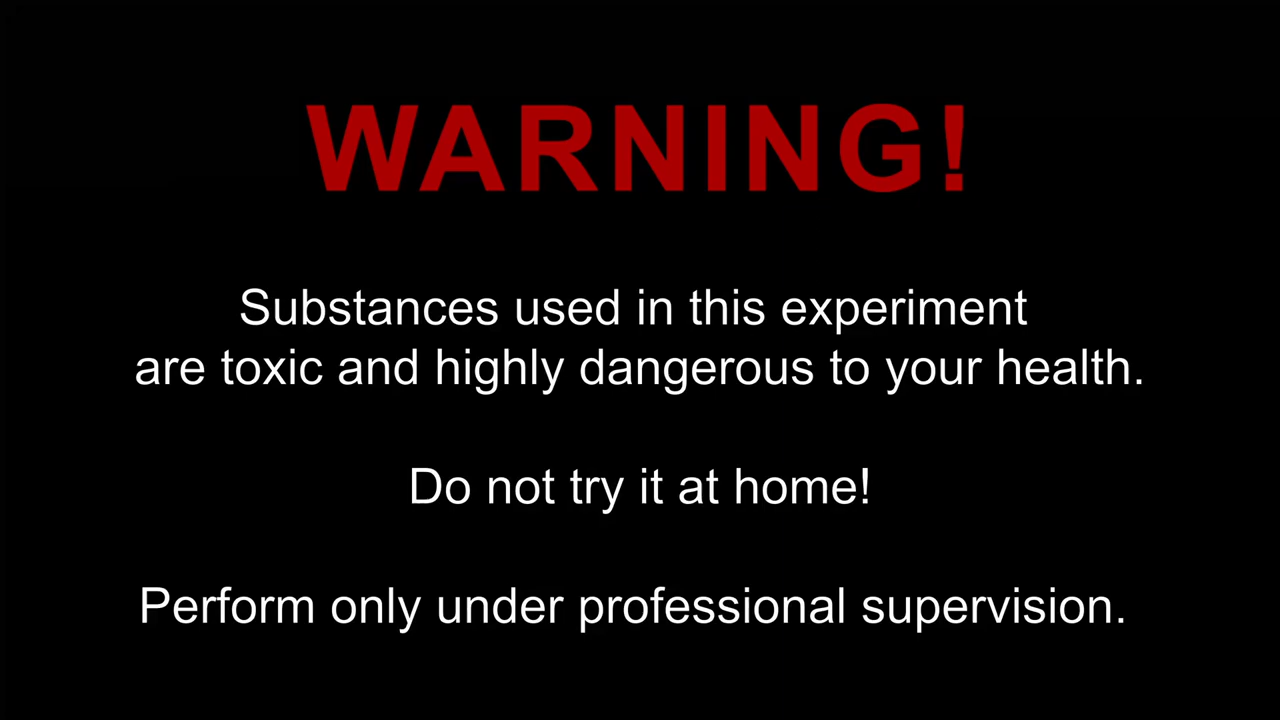 WARNING!
Substances used in this experiment
are toxic and highly dangerous to your health.
Do not try it at home!
Perform only under professional supervision.